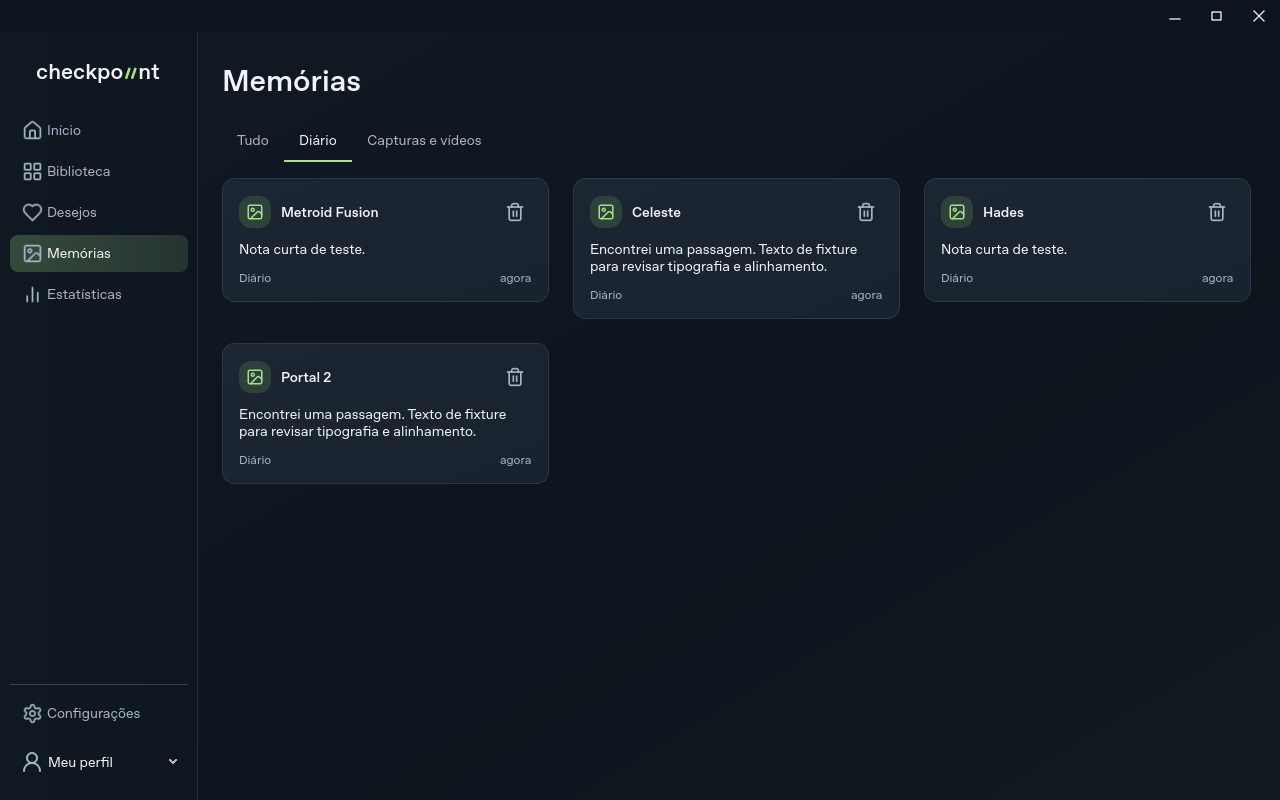 checkpoint
Início
Biblioteca
Desejos
Memórias
Estatísticas
Configurações
Meu perfil
Memórias
Tudo
Diário
Capturas e vídeos
Metroid Fusion
Nota curta de teste.
Diário
agora
Celeste
Encontrei uma passagem. Texto de fixture
para revisar tipografia e alinhamento.
Diário
agora
Hades
Nota curta de teste.
Diário
agora
Portal 2
Encontrei uma passagem. Texto de fixture
para revisar tipografia e alinhamento.
Diário
agora